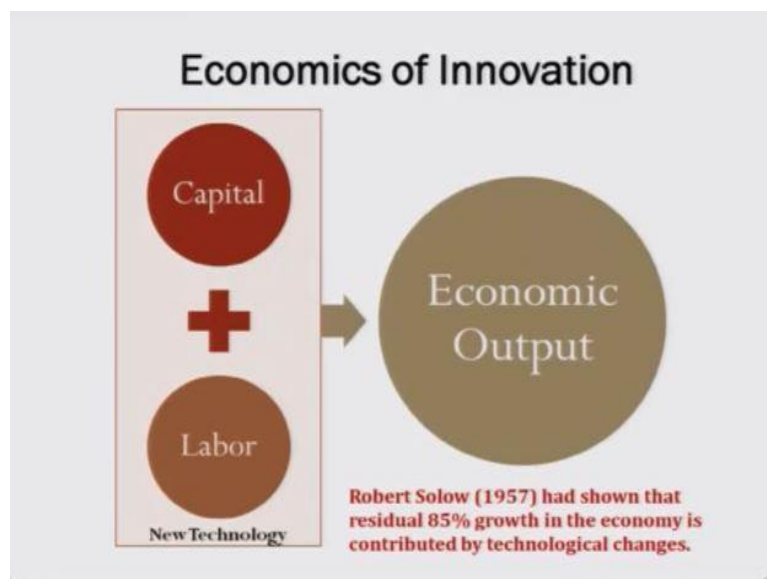 Economics of Innovation
Capital
Labor
New Technology
Economic
Output
Robert Solow (1957) had shown that
residual 85% growth in the economy is
contributed by technological changes.